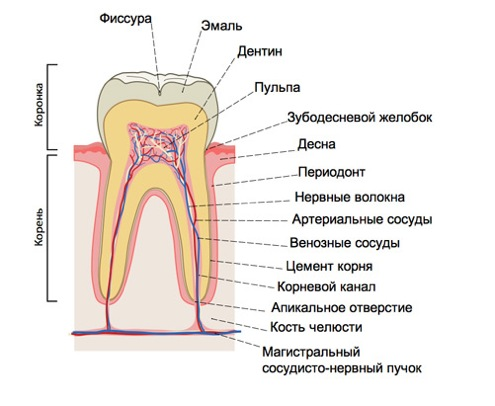 Фиссура
Эмаль
Дентин
Пульпа
Зубодесневой желобок
Десна
Периодонт
Нервные волокна
Артериальные сосуды
Венозные сосуды
Цемент корня
Корневой канал
Апикальное отверстие
Кость челюсти
Магистральный
сосудисто-нервный пучок
Коронка
Корень